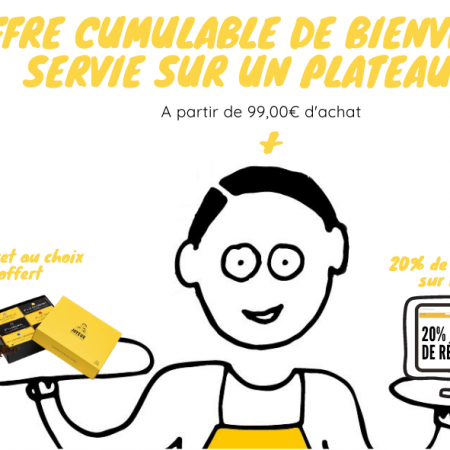 FFRE CUMULABLE DE BIENV
SERVIE SUR UN PLATEAU
A partir de 99,00€ d'achat
+
et au choix
offert
20% de
sur
20%
DE RÉ